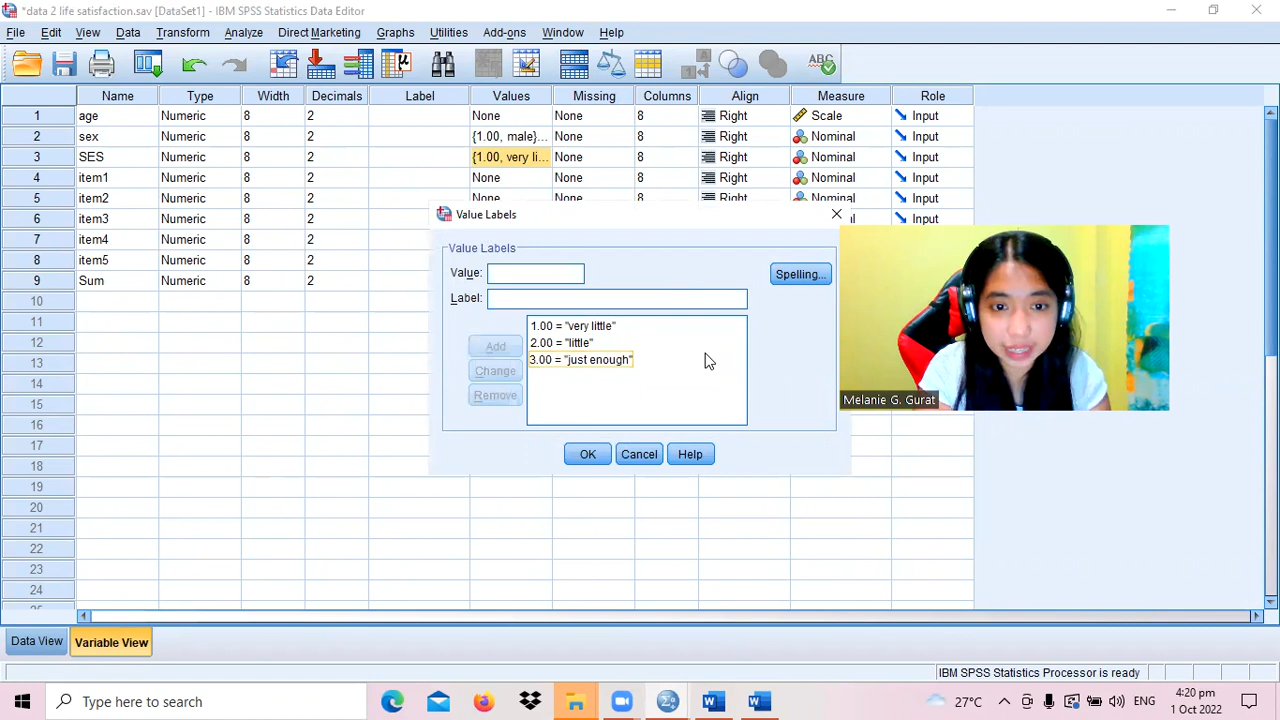 *data 2 life satisfaction.sav [DataSet1] - IBM SPSS Statistics Data Editor
File Edit View Data Transform Analyze Direct Marketing Graphs Utilities Add-ons Window Help
ABC
Name Type Width Decimals Label Values Missing Columns Align Measure Role
1 age Numeric 8 2 None None 8 Right Scale Input
2 sex Numeric 8 2 {1.00, male}... None 8 Right Nominal Input
3 SES Numeric 8 2 {1.00, very li... None 8 Right Nominal Input
4 item1 Numeric 8 2 None None 8 Right Nominal Input
5 item2 Numeric 8 2 None None 8 Right Nominal Input
6 item3 Numeric 8 2 Input
7 item4 Numeric 8 2
8 item5 Numeric 8 2
9 Sum Numeric 8 2
10
11
12
13
14
15
16
17
18
19
20
21
22
23
24
Value Labels
Value Labels
Value:
Spelling...
Label:
1.00 = "very little"
2.00 = "little"
3.00 = "just enough"
Add
Change
Remove
OK Cancel Help
Melanie G. Gurat
Data View Variable View
IBM SPSS Statistics Processor is ready
Type here to search
27°C ENG
4:20 pm
1 Oct 2022